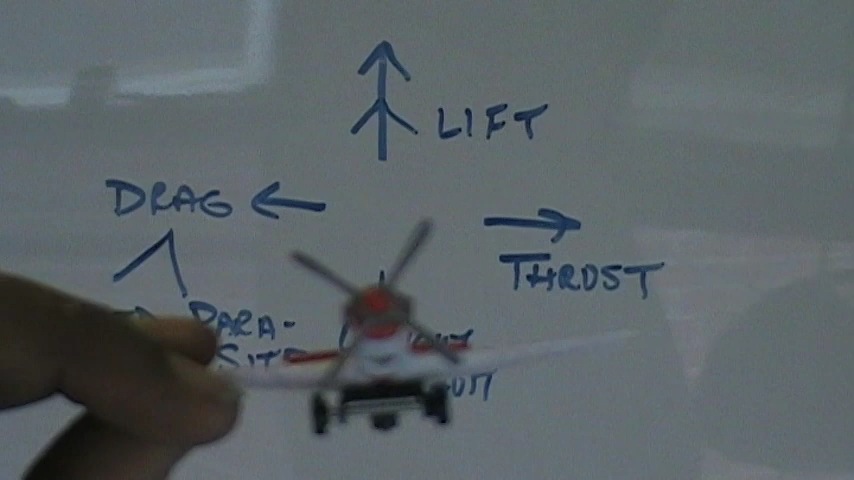 LIFT
DRAG
THRUST
PARA-
SITE